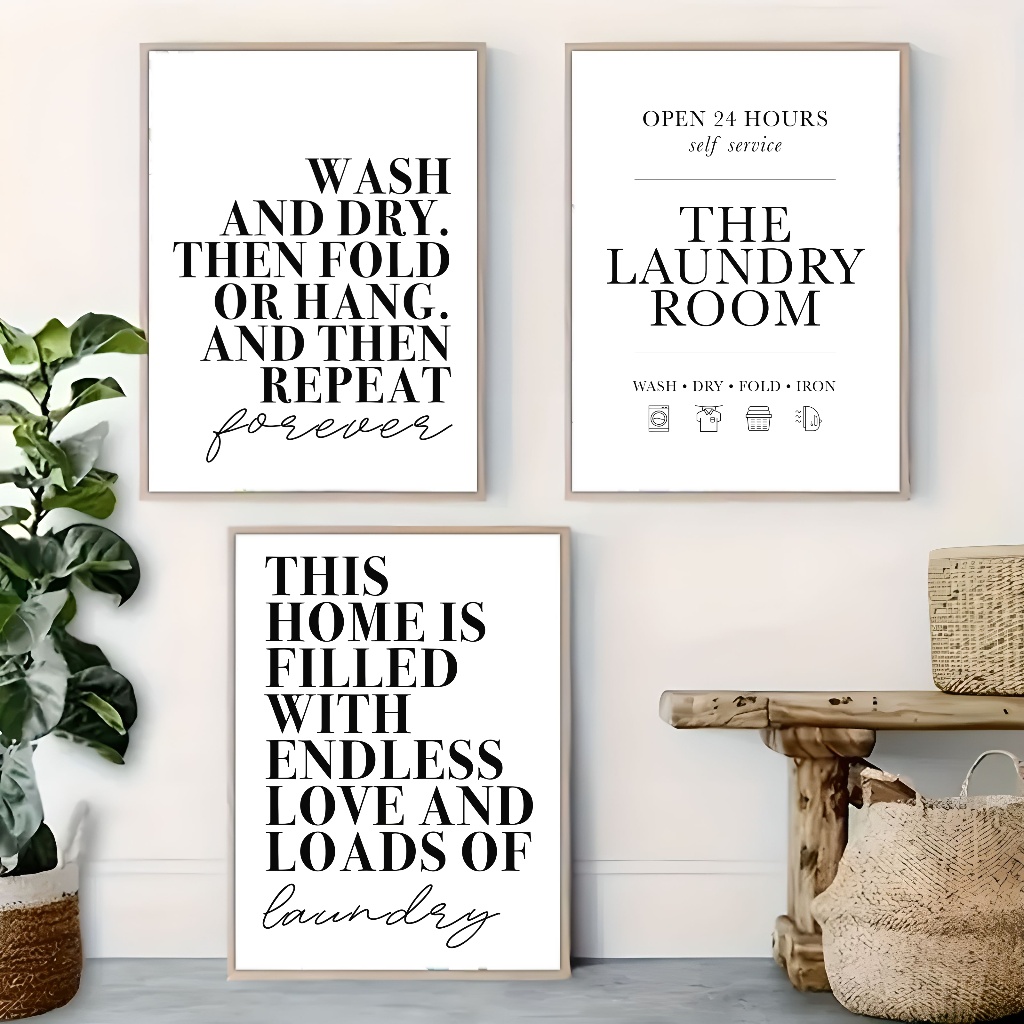 WASH
AND DRY.
THEN FOLD
OR HANG.
AND THEN
REPEAT
forever
OPEN 24 HOURS
self service
THE
LAUNDRY
ROOM
WASH • DRY • FOLD • IRON
THIS
HOME IS
FILLED
WITH
ENDLESS
LOVE AND
LOADS OF
laundry